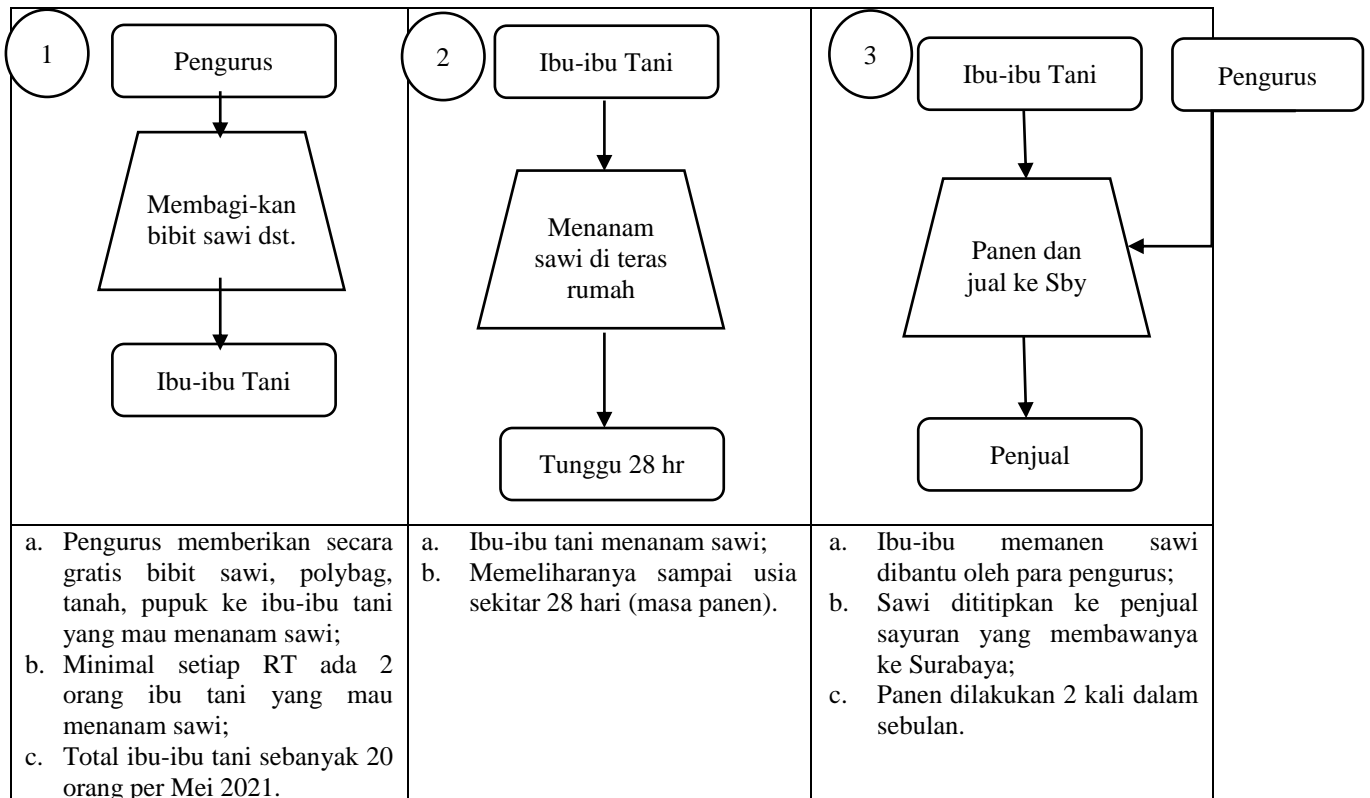 1
Pengurus
Membagi-kan
bibit sawi dst.
Ibu-ibu Tani
2
Ibu-ibu Tani
Menanam
sawi di teras
rumah
Tunggu 28 hr
3
Ibu-ibu Tani
Pengurus
Panen dan
jual ke Sby
Penjual
a. Pengurus memberikan secara
gratis bibit sawi, polybag,
tanah, pupuk ke ibu-ibu tani
yang mau menanam sawi;
b. Minimal setiap RT ada 2
orang ibu tani yang mau
menanam sawi;
c. Total ibu-ibu tani sebanyak 20
orang per Mei 2021.
a. Ibu-ibu tani menanam sawi;
b. Memeliharanya sampai usia
sekitar 28 hari (masa panen).
a. Ibu-ibu memanen sawi
dibantu oleh para pengurus;
b. Sawi dititipkan ke penjual
sayuran yang membawanya
ke Surabaya;
c. Panen dilakukan 2 kali dalam
sebulan.